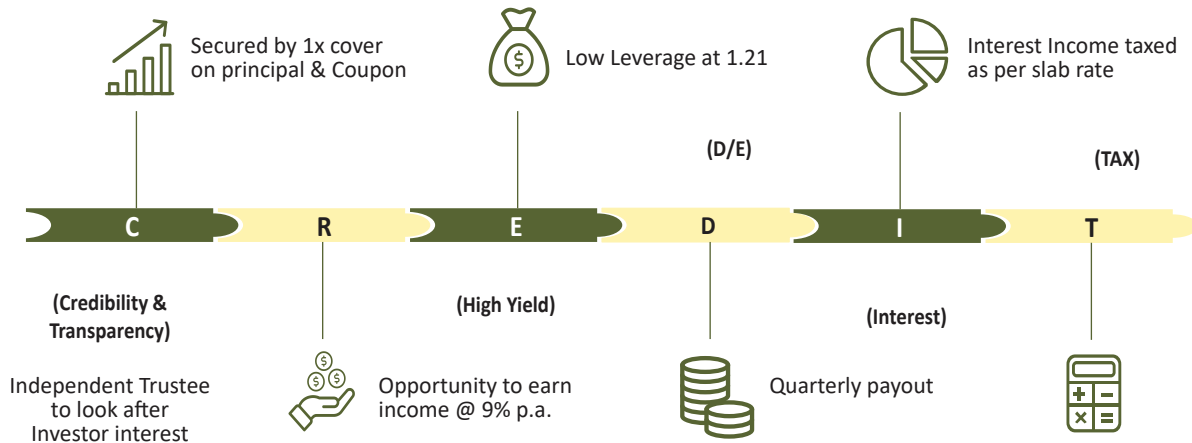 Secured by 1x cover
on principal & Coupon
Low Leverage at 1.21
Interest Income taxed
as per slab rate
(D/E)
(TAX)
C
R
E
D
I
T
(Credibility &
Transparency)
(High Yield)
(Interest)
Independent Trustee
to look after
Investor interest
$
$
$
$
Opportunity to earn
income @ 9% p.a.
Quarterly payout
+ -
× =